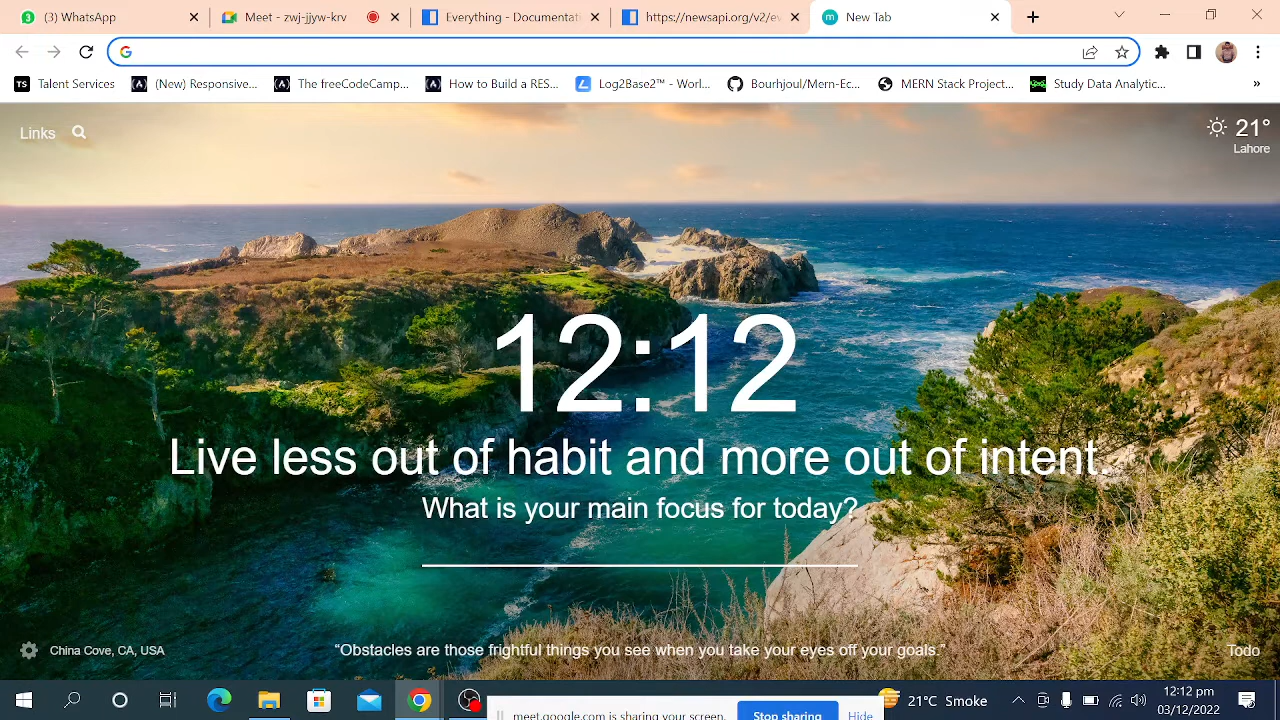 3 (3) WhatsApp
Meet - zwj-jjyw-krv
Everything - Documentati
https://newsapi.org/v2/ev
m New Tab
TS Talent Services
(New) Responsive...
The freeCodeCamp...
How to Build a RES...
Log2Base2™ - Worl...
Bourhjoul/Mern-Ec...
MERN Stack Project...
Study Data Analytic...
»
Links
21°
Lahore
12:12
Live less out of habit and more out of intent.
What is your main focus for today?
China Cove, CA, USA
“Obstacles are those frightful things you see when you take your eyes off your goals.”
Todo
meet.google.com is sharing your screen.
Stop sharing
Hide
21°C Smoke
12:12 pm
03/12/2022